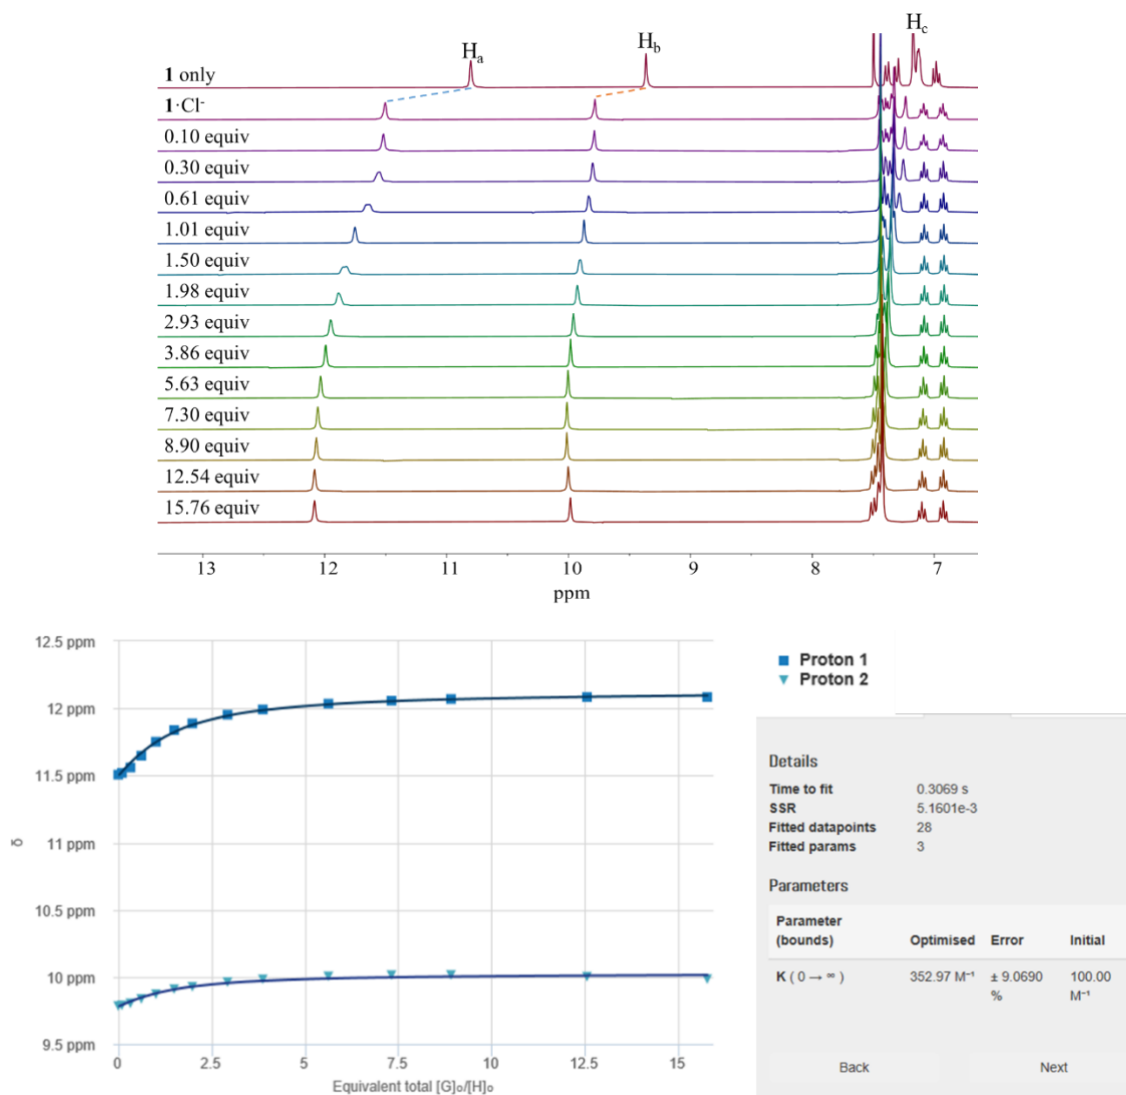 Hₐ
H_b
H_c
1 only
1·Cl⁻
0.10 equiv
0.30 equiv
0.61 equiv
1.01 equiv
1.50 equiv
1.98 equiv
2.93 equiv
3.86 equiv
5.63 equiv
7.30 equiv
8.90 equiv
12.54 equiv
15.76 equiv
13 12 11 10 9 8 7
ppm
12.5 ppm
12 ppm
11.5 ppm
11 ppm
10.5 ppm
10 ppm
9.5 ppm
δ
0 2.5 5 7.5 10 12.5 15
Equivalent total [G]₀/[H]₀
Proton 1
Proton 2
Details
Time to fit 0.3069 s
SSR 5.1601e-3
Fitted datapoints 28
Fitted params 3
Parameters
Parameter
(bounds) Optimised Error Initial
K ( 0 → ∞ ) 352.97 M⁻¹ ± 9.0690 100.00
% M⁻¹
Back Next